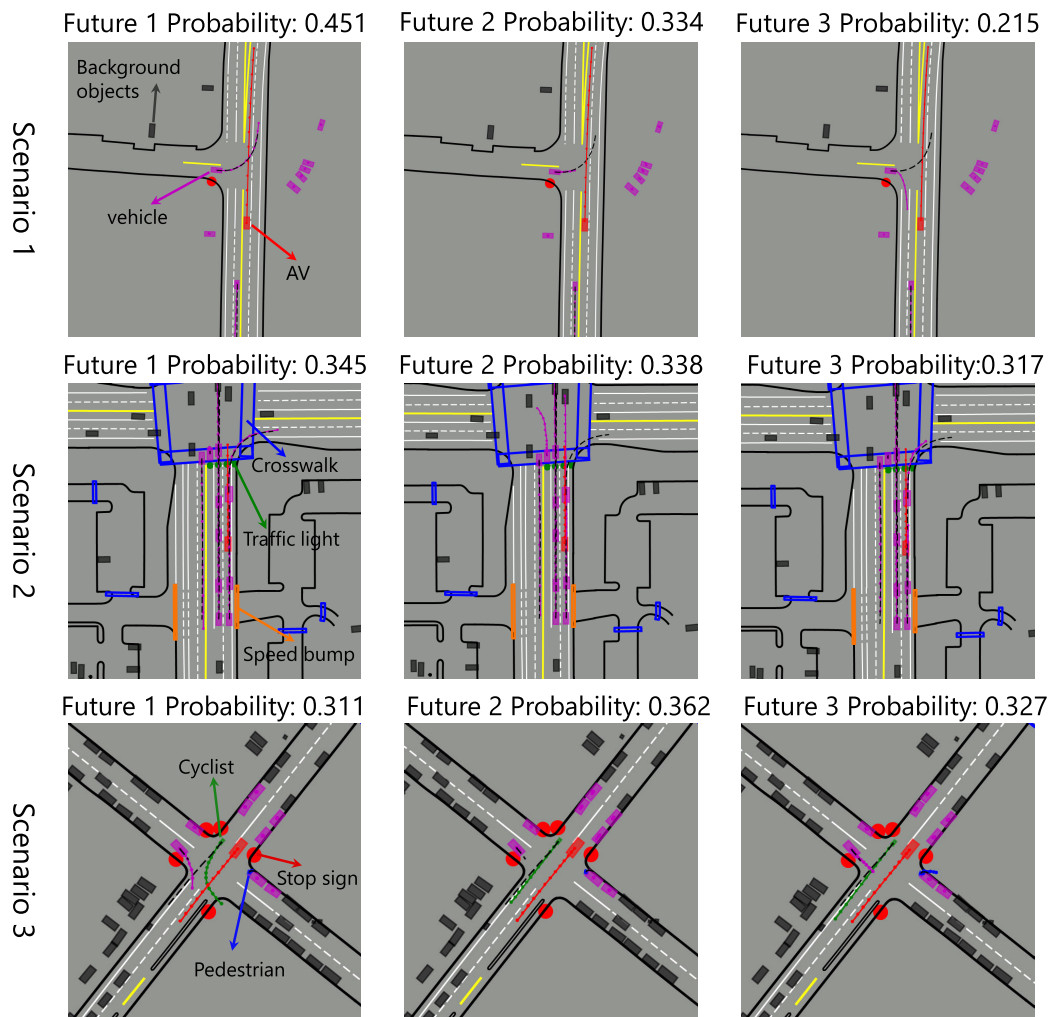 Future 1 Probability: 0.451
Future 2 Probability: 0.334
Future 3 Probability: 0.215
Scenario 1
Background
objects
vehicle
AV
Future 1 Probability: 0.345
Future 2 Probability: 0.338
Future 3 Probability:0.317
Scenario 2
Crosswalk
Traffic light
Speed bump
Future 1 Probability: 0.311
Future 2 Probability: 0.362
Future 3 Probability: 0.327
Scenario 3
Cyclist
Stop sign
Pedestrian